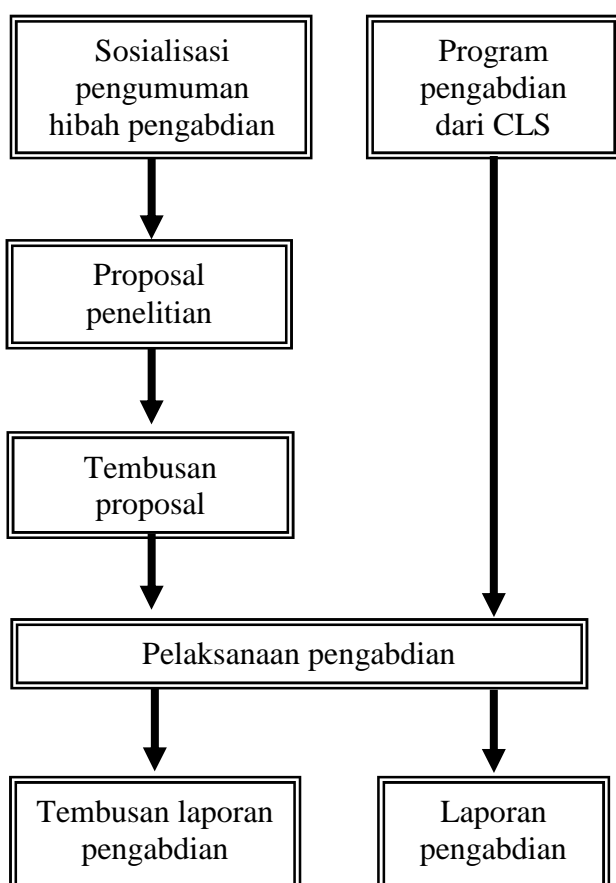 Sosialisasi
pengumuman
hibah pengabdian
Program
pengabdian
dari CLS
Proposal
penelitian
Tembusan
proposal
Pelaksanaan pengabdian
Tembusan laporan
pengabdian
Laporan
pengabdian